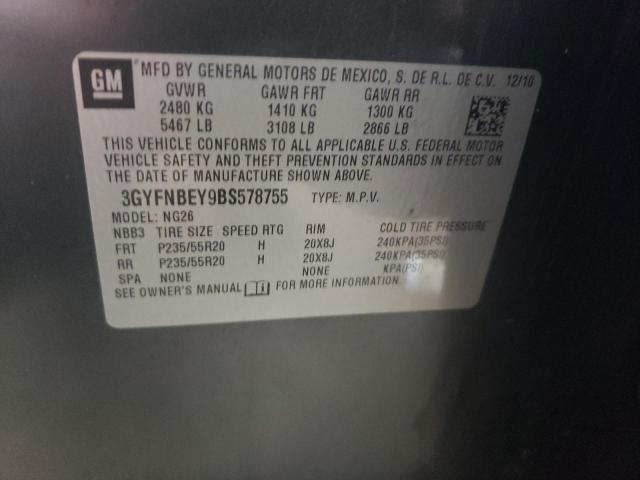 GM
MFD BY GENERAL MOTORS DE MEXICO, S. DE R.L. DE C.V. 12/10
GVWR GAWR FRT GAWR RR
2480 KG 1410 KG 1300 KG
5467 LB 3108 LB 2866 LB
THIS VEHICLE CONFORMS TO ALL APPLICABLE U.S. FEDERAL MOTOR
VEHICLE SAFETY AND THEFT PREVENTION STANDARDS IN EFFECT ON
THE DATE OF MANUFACTURE SHOWN ABOVE.
3GYFNBEY9BS578755 TYPE: M.P.V.
MODEL: NG26
NBB3 TIRE SIZE SPEED RTG RIM COLD TIRE PRESSURE
FRT P235/55R20 H 20X8J 240KPA(35PSI)
RR P235/55R20 H 20X8J 240KPA(35PSI)
SPA NONE NONE KPA(PSI)
SEE OWNER'S MANUAL FOR MORE INFORMATION